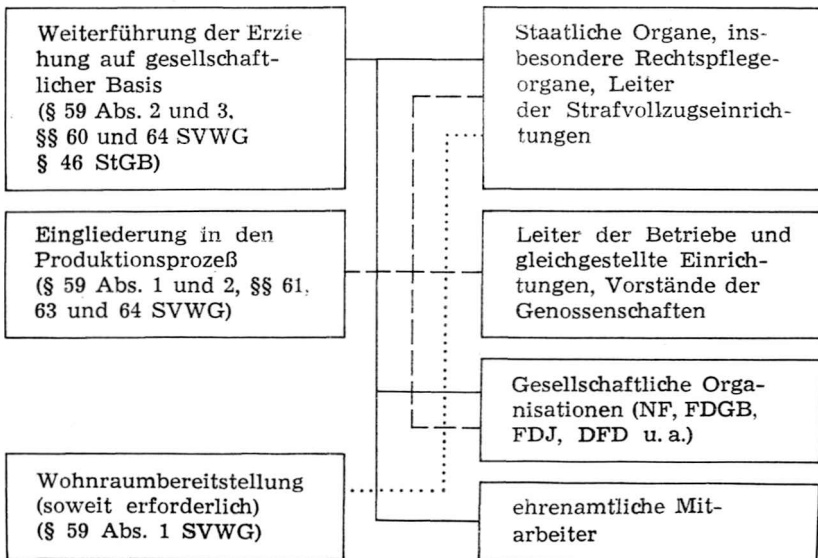 Weiterführung der Erzie
hung auf gesellschaft-
licher Basis
(§ 59 Abs. 2 und 3,
§§ 60 und 64 SVWG
§ 46 StGB)
Staatliche Organe, ins-
besondere Rechtspflege-
organe, Leiter
der Strafvollzugseinrich-
tungen
Eingliederung in den
Produktionsprozeß
(§ 59 Abs. 1 und 2, §§ 61,
63 und 64 SVWG)
Leiter der Betriebe und
gleichgestellte Einrich-
tungen, Vorstände der
Genossenschaften
Gesellschaftliche Orga-
nisationen (NF, FDGB,
FDJ, DFD u. a.)
Wohnraumbereitstellung
(soweit erforderlich)
(§ 59 Abs. 1 SVWG)
ehrenamtliche Mit-
arbeiter